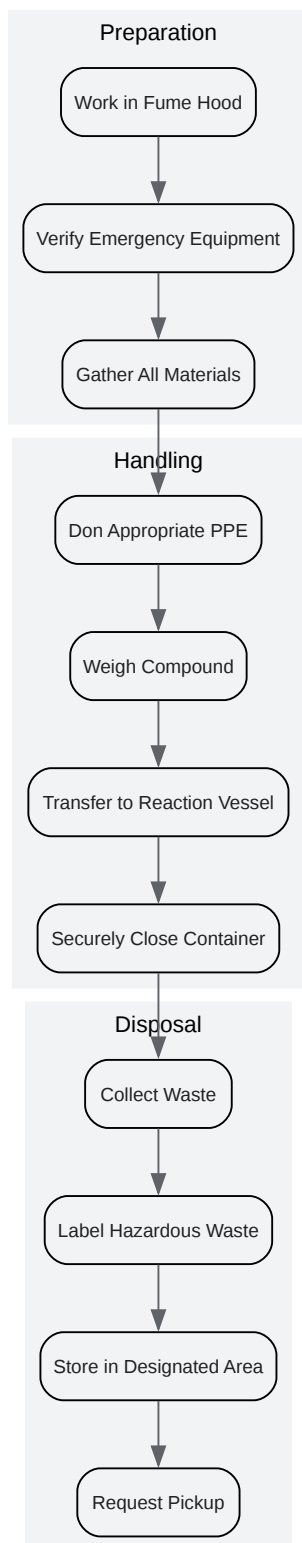 Preparation
Work in Fume Hood
Verify Emergency Equipment
Gather All Materials
Handling
Don Appropriate PPE
Weigh Compound
Transfer to Reaction Vessel
Securely Close Container
Disposal
Collect Waste
Label Hazardous Waste
Store in Designated Area
Request Pickup